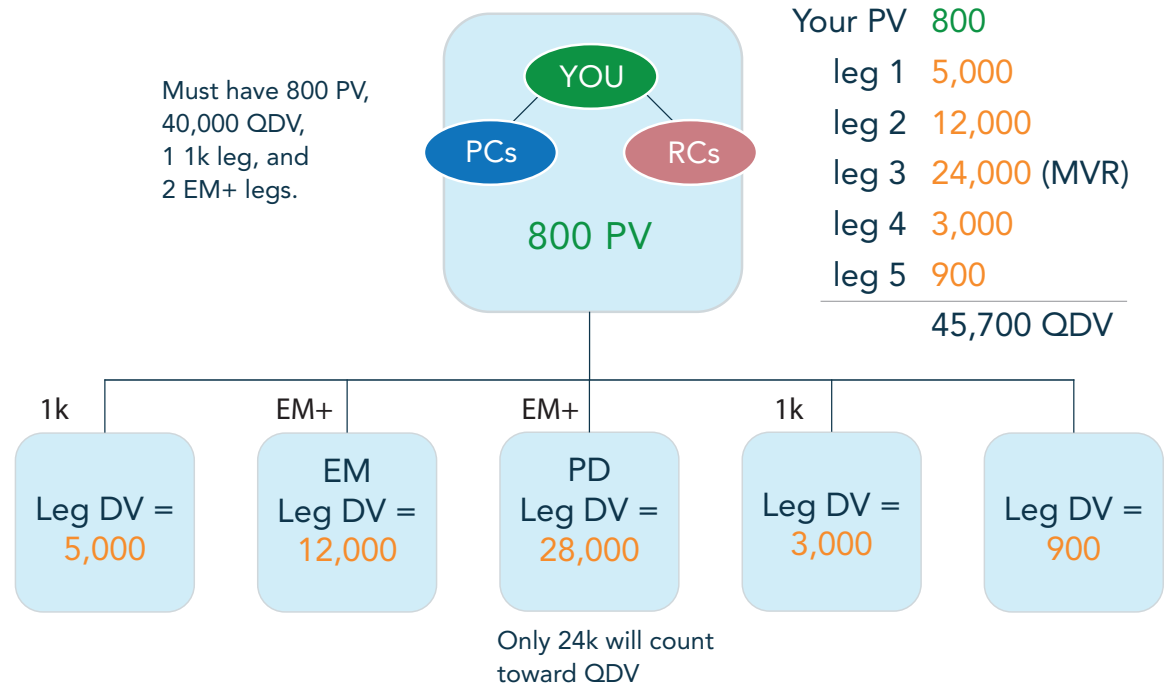 Must have 800 PV,
40,000 QDV,
1 1k leg, and
2 EM+ legs.
YOU
PCs
RCs
800 PV
Your PV 800
leg 1 5,000
leg 2 12,000
leg 3 24,000 (MVR)
leg 4 3,000
leg 5 900
45,700 QDV
1k
EM+
EM+
1k
Leg DV =
5,000
EM
Leg DV =
12,000
PD
Leg DV =
28,000
Leg DV =
3,000
Leg DV =
900
Only 24k will count
toward QDV